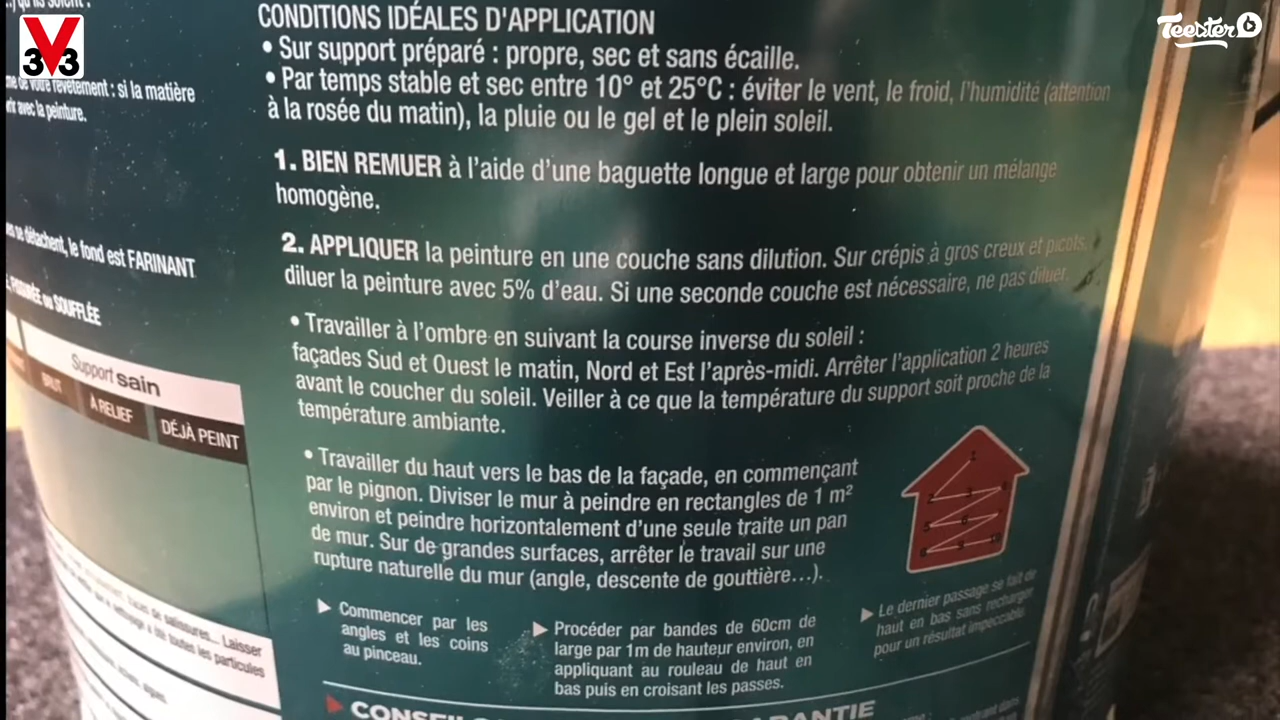 V33
Teester
CONDITIONS IDÉALES D'APPLICATION
• Sur support préparé : propre, sec et sans écaille.
• Par temps stable et sec entre 10° et 25°C : éviter le vent, le froid, l'humidité (attention
à la rosée du matin), la pluie ou le gel et le plein soleil.
1. BIEN REMUER à l'aide d'une baguette longue et large pour obtenir un mélange
homogène.
2. APPLIQUER la peinture en une couche sans dilution. Sur crépis à gros creux et picots,
diluer la peinture avec 5% d'eau. Si une seconde couche est nécessaire, ne pas diluer.
• Travailler à l'ombre en suivant la course inverse du soleil :
façades Sud et Ouest le matin, Nord et Est l'après-midi. Arrêter l'application 2 heures
avant le coucher du soleil. Veiller à ce que la température du support soit proche de la
température ambiante.
• Travailler du haut vers le bas de la façade, en commençant
par le pignon. Diviser le mur à peindre en rectangles de 1 m²
environ et peindre horizontalement d'une seule traite un pan
de mur. Sur de grandes surfaces, arrêter le travail sur une
rupture naturelle du mur (angle, descente de gouttière…).
Commencer par les
angles et les coins
au pinceau.
Procéder par bandes de 60cm de
large par 1m de hauteur environ, en
appliquant au rouleau de haut en
bas puis en croisant les passes.
Le dernier passage se fait de
haut en bas sans recharger
pour un résultat impeccable
de votre revêtement : si la matière
avec la peinture.
se détachent, le fond est FARINANT
ou SOUFFLÉE
Support sain
BRUT
À RELIEF
DÉJÀ PEINT
traces de salissures... Laisser
toutes les particules